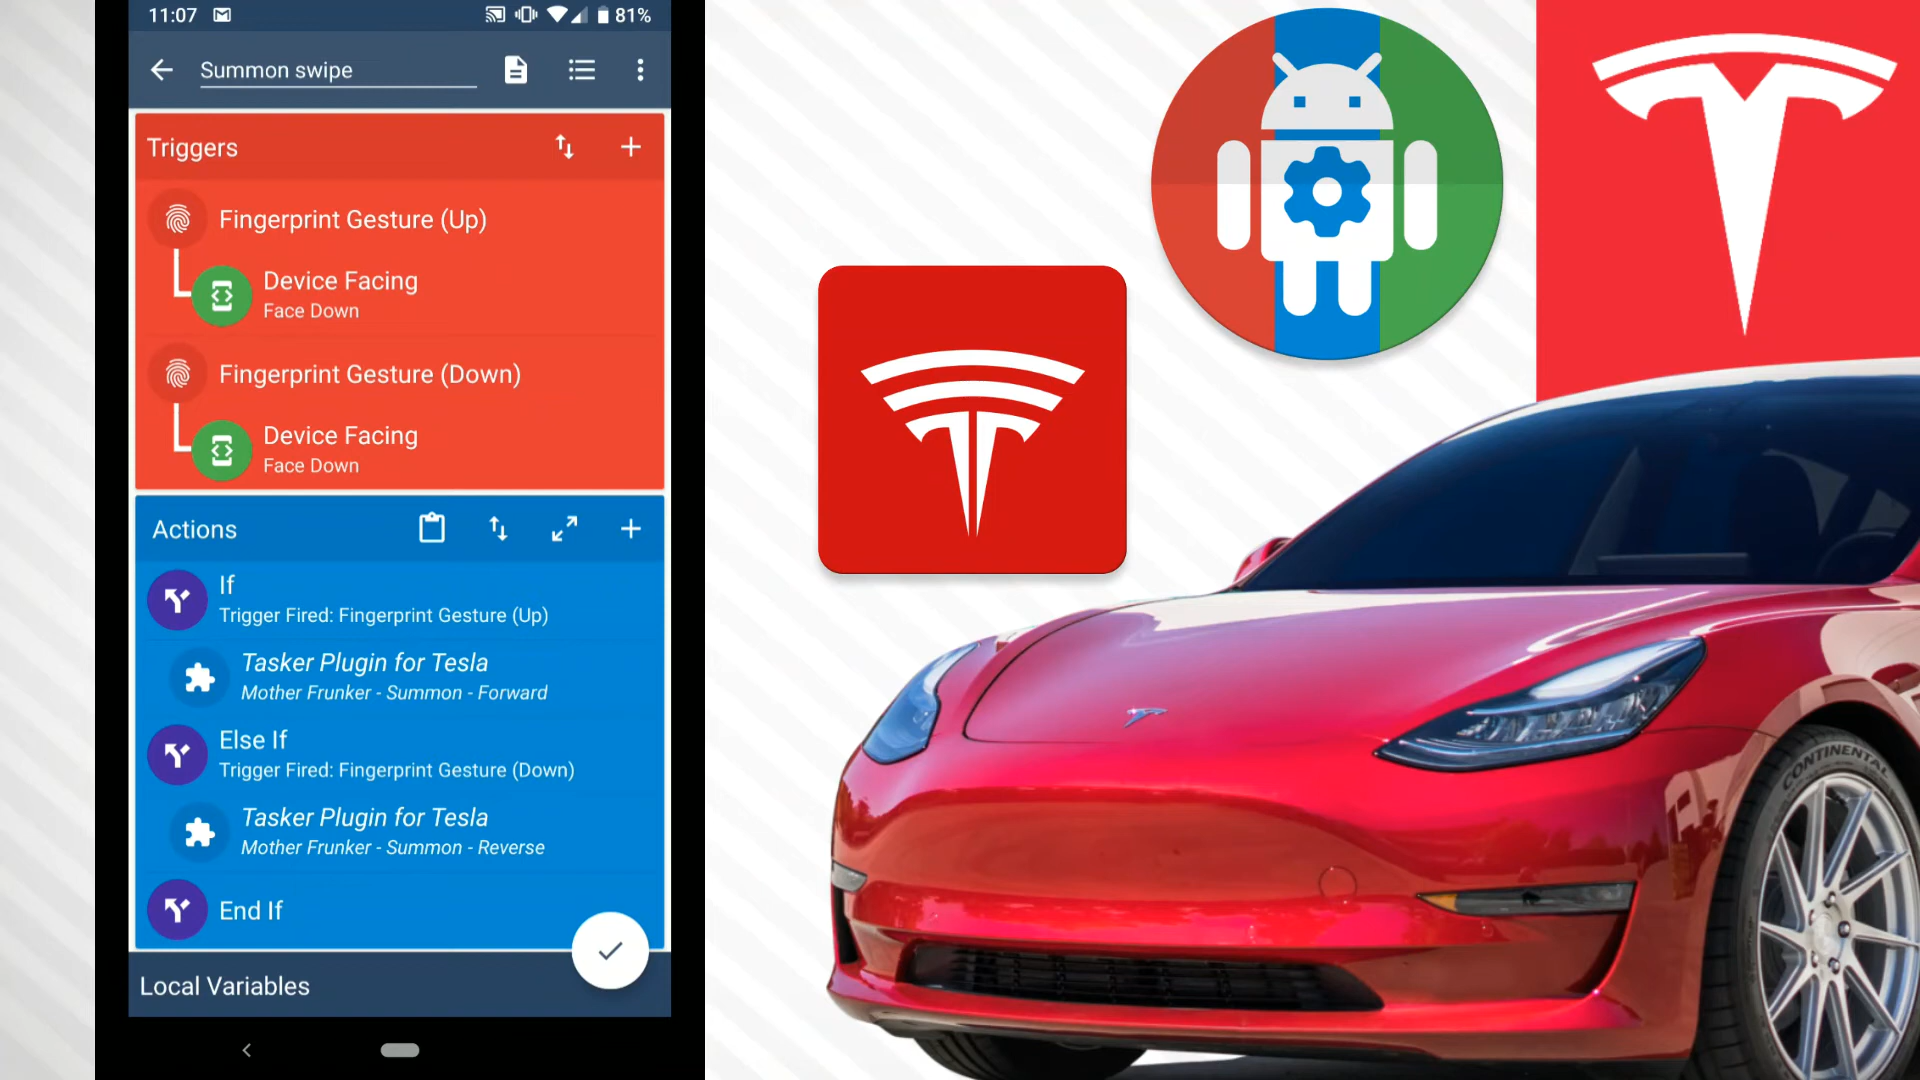 11:07
81%
Summon swipe
Triggers
Fingerprint Gesture (Up)
Device Facing
Face Down
Fingerprint Gesture (Down)
Device Facing
Face Down
Actions
If
Trigger Fired: Fingerprint Gesture (Up)
Tasker Plugin for Tesla
Mother Frunker - Summon - Forward
Else If
Trigger Fired: Fingerprint Gesture (Down)
Tasker Plugin for Tesla
Mother Frunker - Summon - Reverse
End If
Local Variables
CONTINENTAL